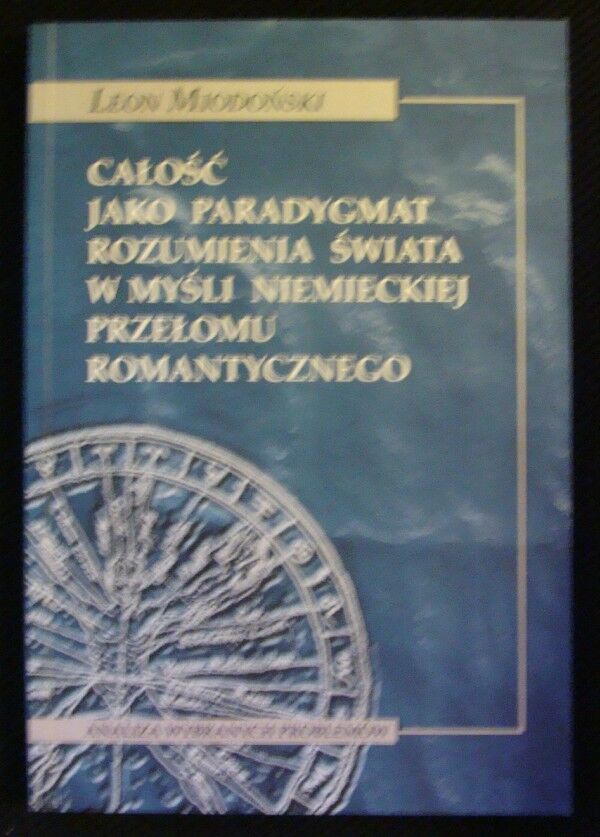 LEON MIODOŃSKI
CAŁOŚĆ
JAKO PARADYGMAT
ROZUMIENIA ŚWIATA
W MYŚLI NIEMIECKIEJ
PRZEŁOMU
ROMANTYCZNEGO
ANALIZA WYBRANYCH PROBLEMÓW